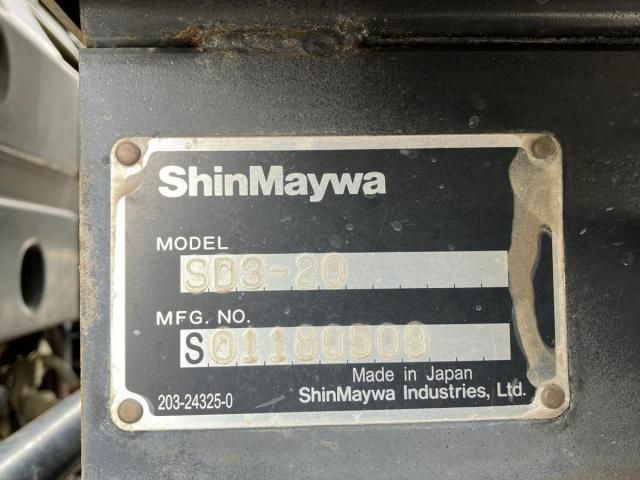 ShinMaywa
MODEL
SD3-20
MFG. NO.
S01180509
Made in Japan
203-24325-0
ShinMaywa Industries, Ltd.